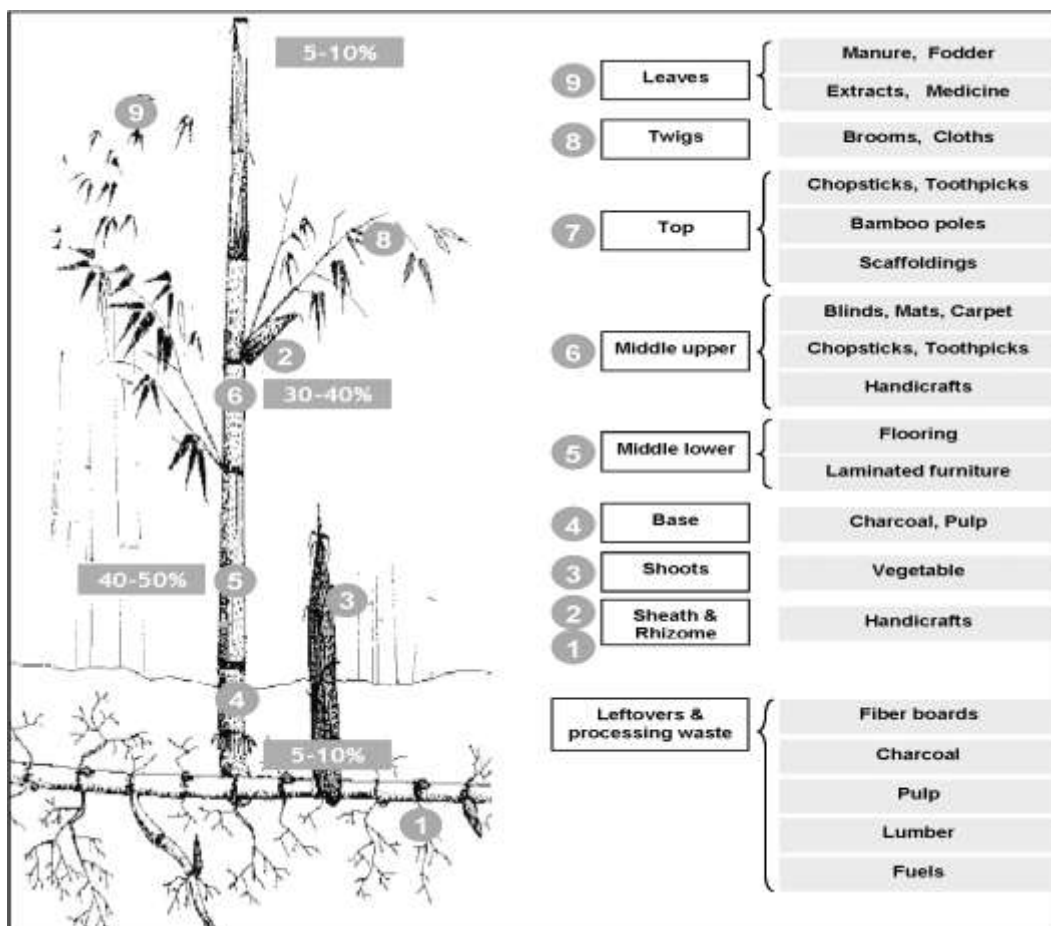 5-10%
9
8
2
6
30-40%
40-50%
5
3
4
5-10%
1
9
Leaves
Manure, Fodder
Extracts, Medicine
8
Twigs
Brooms, Cloths
7
Top
Chopsticks, Toothpicks
Bamboo poles
Scaffoldings
6
Middle upper
Blinds, Mats, Carpet
Chopsticks, Toothpicks
Handicrafts
5
Middle lower
Flooring
Laminated furniture
4
Base
Charcoal, Pulp
3
Shoots
Vegetable
2
1
Sheath &
Rhizome
Handicrafts
Leftovers &
processing waste
Fiber boards
Charcoal
Pulp
Lumber
Fuels